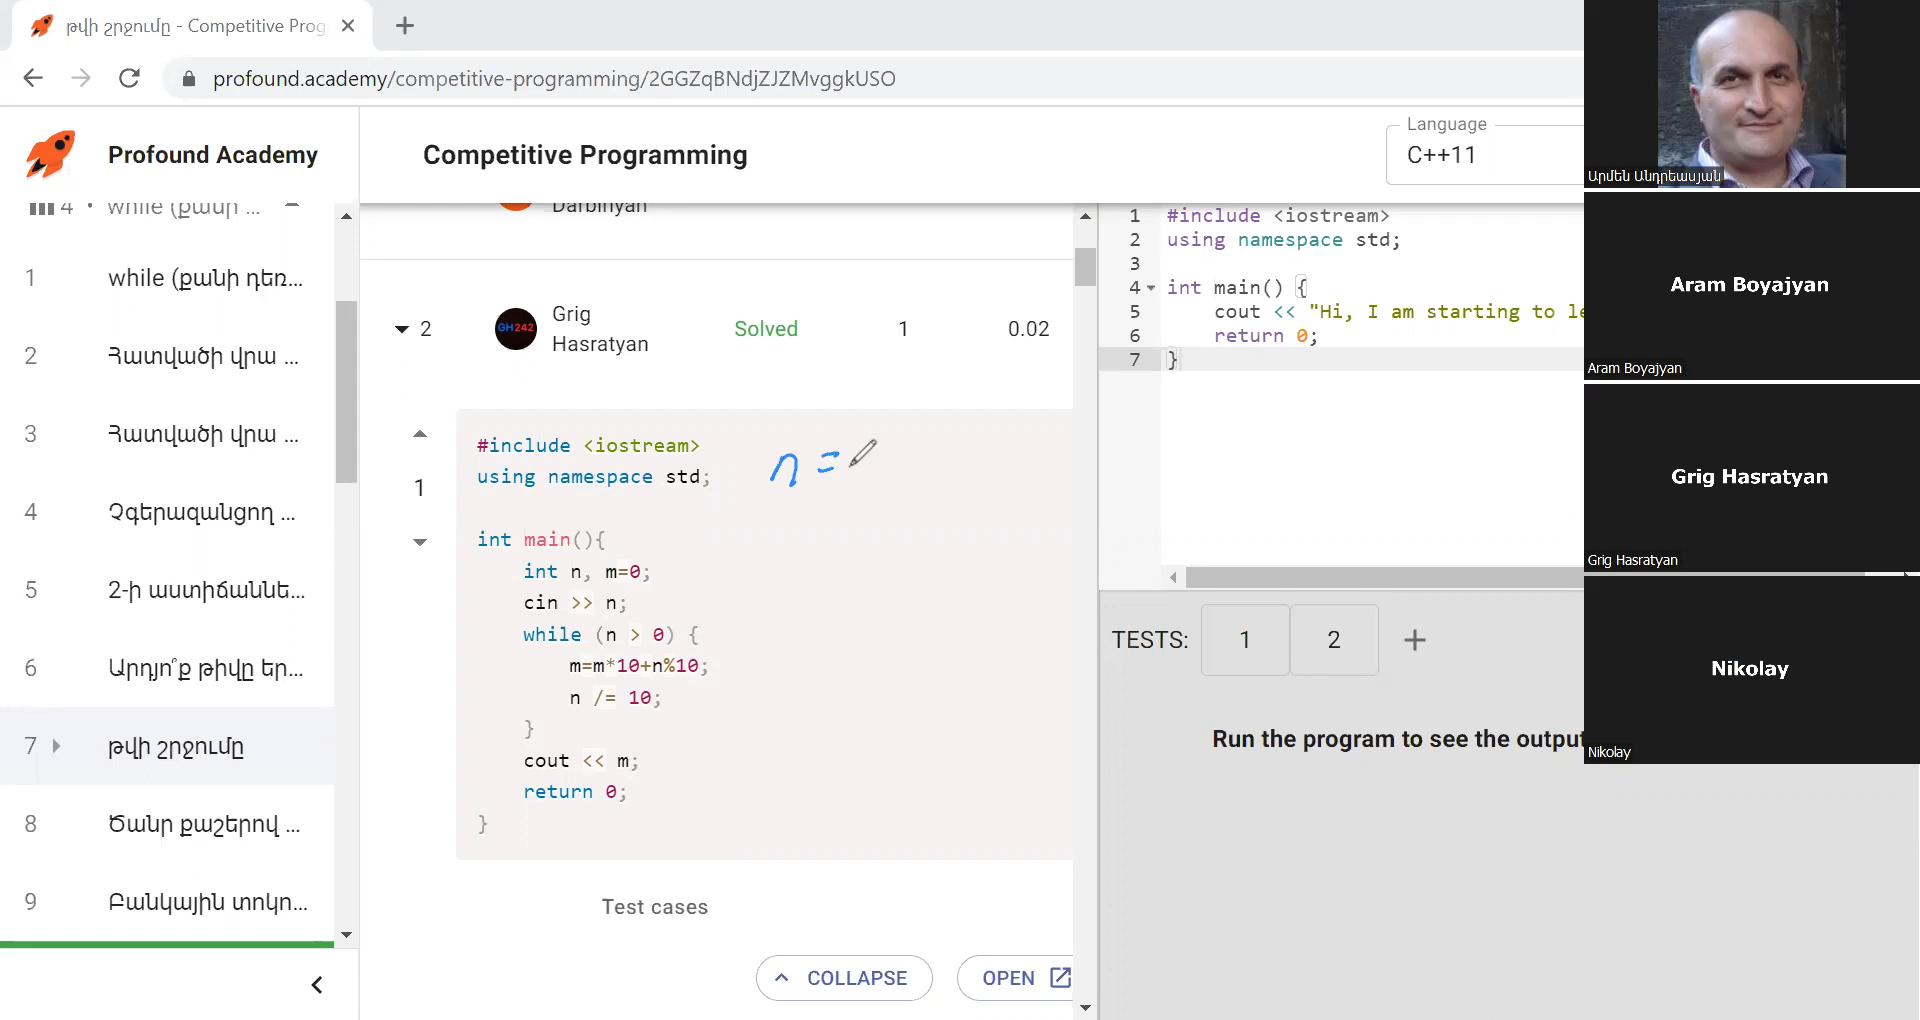 թվի շրջումը - Competitive Prog
profound.academy/competitive-programming/2GGZqBNdjZJZMvggkUSO
Profound Academy
Competitive Programming
Language
C++11
4 • while (քանի ...
1 while (քանի դեռ...
2 Հատվածի վրա ...
3 Հատվածի վրա ...
4 Չգերազանցող ...
5 2-ի աստիճաննե...
6 Արդյո՞ք թիվը եր...
7 թվի շրջումը
8 Ծանր քաշերով ...
9 Բանկային տոկո...
Darbinyan
2 GH242 Grig Hasratyan Solved 1 0.02
1
#include <iostream>
using namespace std;
int main(){
int n, m=0;
cin >> n;
while (n > 0) {
m=m*10+n%10;
n /= 10;
}
cout << m;
return 0;
}
n =
Test cases
COLLAPSE
OPEN
1 #include <iostream>
2 using namespace std;
3
4 int main() {
5 cout << "Hi, I am starting to le
6 return 0;
7 }
TESTS: 1 2 +
Run the program to see the output
Արմեն Անդրեասյան
Aram Boyajyan
Aram Boyajyan
Grig Hasratyan
Grig Hasratyan
Nikolay
Nikolay